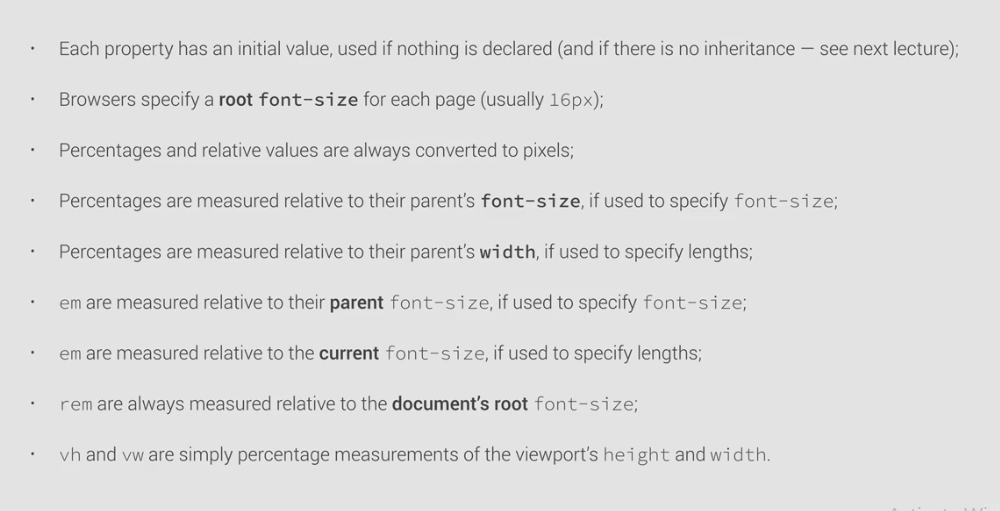 • Each property has an initial value, used if nothing is declared (and if there is no inheritance — see next lecture);
• Browsers specify a root font-size for each page (usually 16px);
• Percentages and relative values are always converted to pixels;
• Percentages are measured relative to their parent's font-size, if used to specify font-size;
• Percentages are measured relative to their parent's width, if used to specify lengths;
• em are measured relative to their parent font-size, if used to specify font-size;
• em are measured relative to the current font-size, if used to specify lengths;
• rem are always measured relative to the document's root font-size;
• vh and vw are simply percentage measurements of the viewport's height and width.